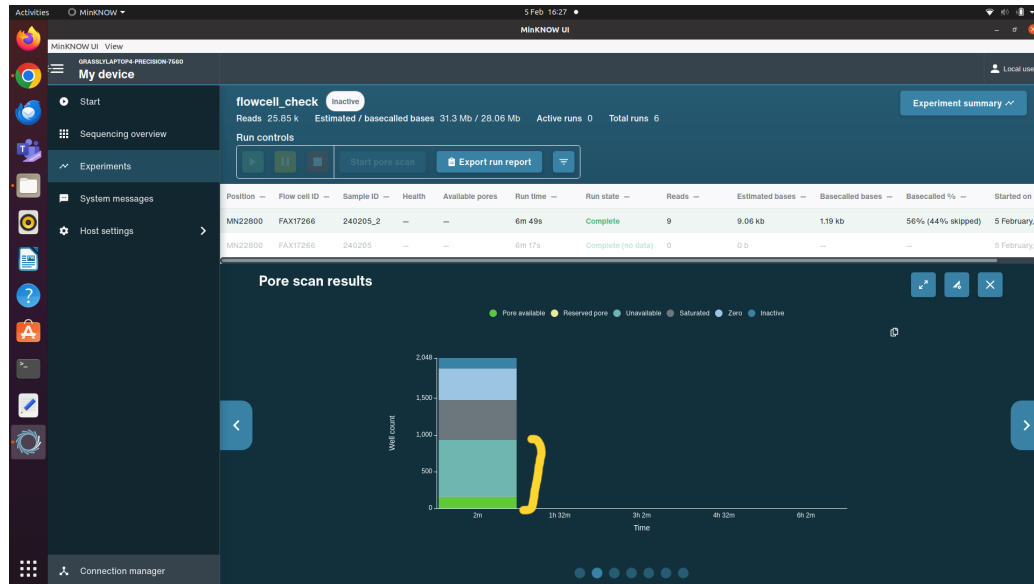 Activities MinKNOW 5 Feb 16:27
MinKNOW UI
MinKNOW UI View
GRASSLYLAPTOP4-PRECISION-7560
My device
Local use
Start
Sequencing overview
Experiments
System messages
Host settings
Connection manager
flowcell_check Inactive
Experiment summary
Reads 25.85 k Estimated / basecalled bases 31.3 Mb / 28.06 Mb Active runs 0 Total runs 6
Run controls
Start pore scan Export run report
Position Flow cell ID Sample ID Health Available pores Run time Run state Reads Estimated bases Basecalled bases Basecalled % Started on
MN22800 FAX17266 240205_2 — — 6m 49s Complete 9 9.06 kb 1.19 kb 56% (44% skipped) 5 February,
MN22800 FAX17266 240205 — — 6m 17s Complete (no data) 0 0 b — — 5 February,
Pore scan results
Pore available Reserved pore Unavailable Saturated Zero Inactive
2,048
1,500
1,000
500
0
Well count
2m 1h 32m 3h 2m 4h 32m 6h 2m
Time